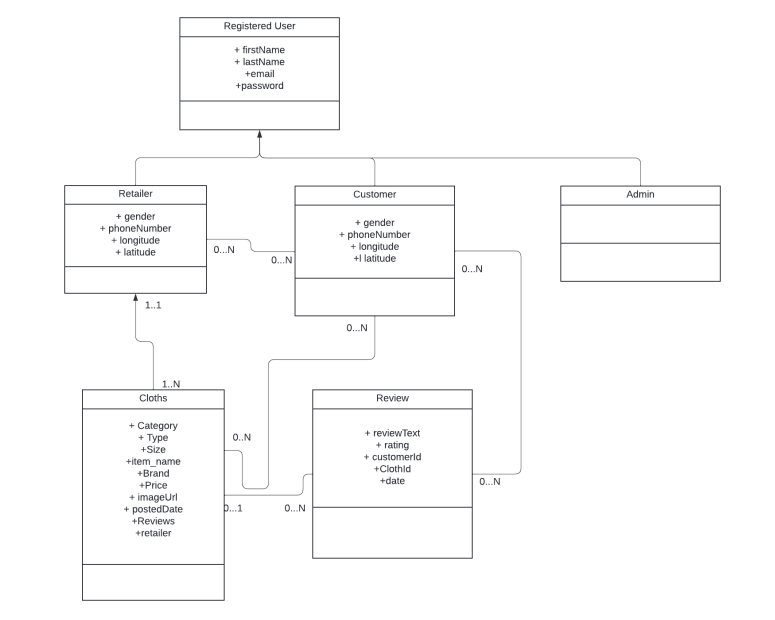 Registered User
+ firstName
+ lastName
+email
+password
Retailer
+ gender
+ phoneNumber
+ longitude
+ latitude
Customer
+ gender
+ phoneNumber
+ longitude
+l latitude
Admin
0...N
0...N
0...N
1..1
0...N
1..N
Cloths
+ Category
+ Type
+Size
+item_name
+Brand
+Price
+ imageUrl
+ postedDate
+Reviews
+retailer
Review
+ reviewText
+ rating
+ customerId
+ClothId
+date
0..N
0...N
0...1
0...N